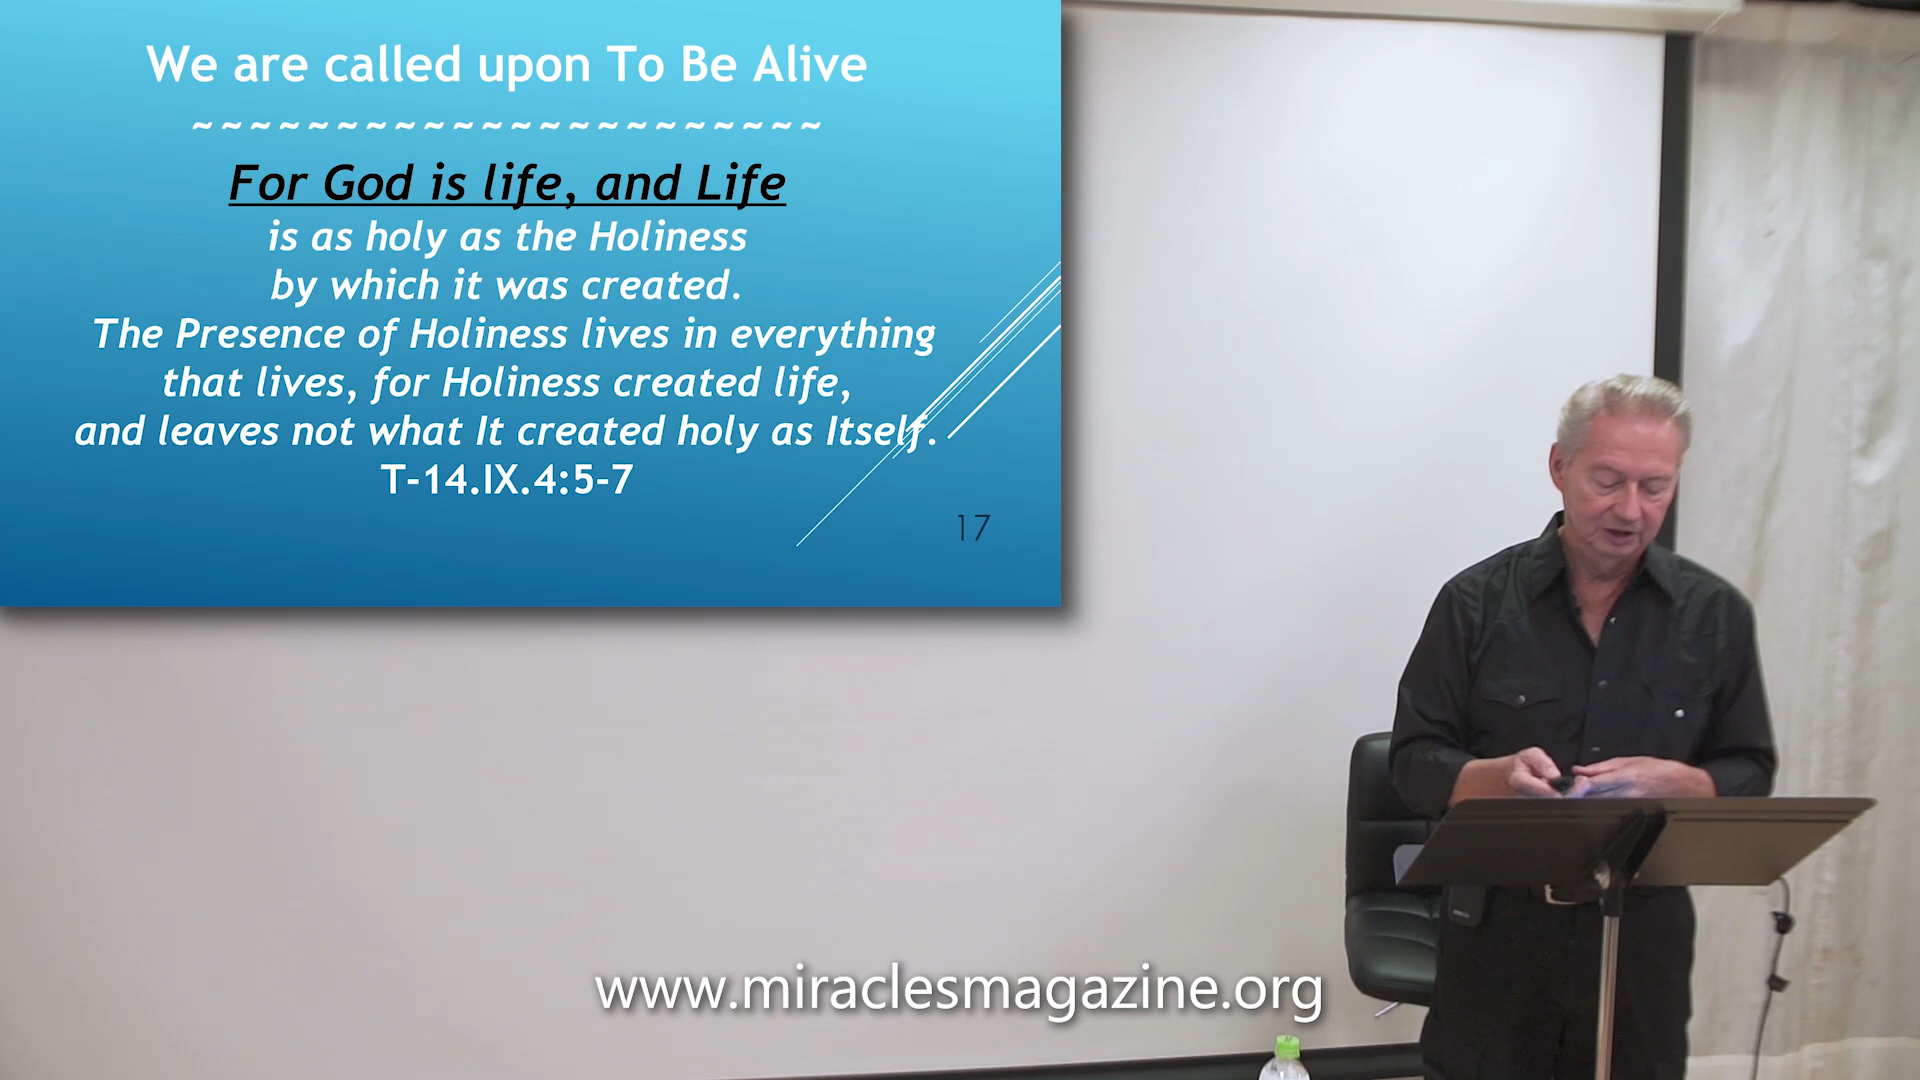 We are called upon To Be Alive
~~~~~~~~~~~~~~~~~~~~~~
For God is life, and Life
is as holy as the Holiness
by which it was created.
The Presence of Holiness lives in everything
that lives, for Holiness created life,
and leaves not what It created holy as Itself.
T-14.IX.4:5-7
17
www.miraclesmagazine.org